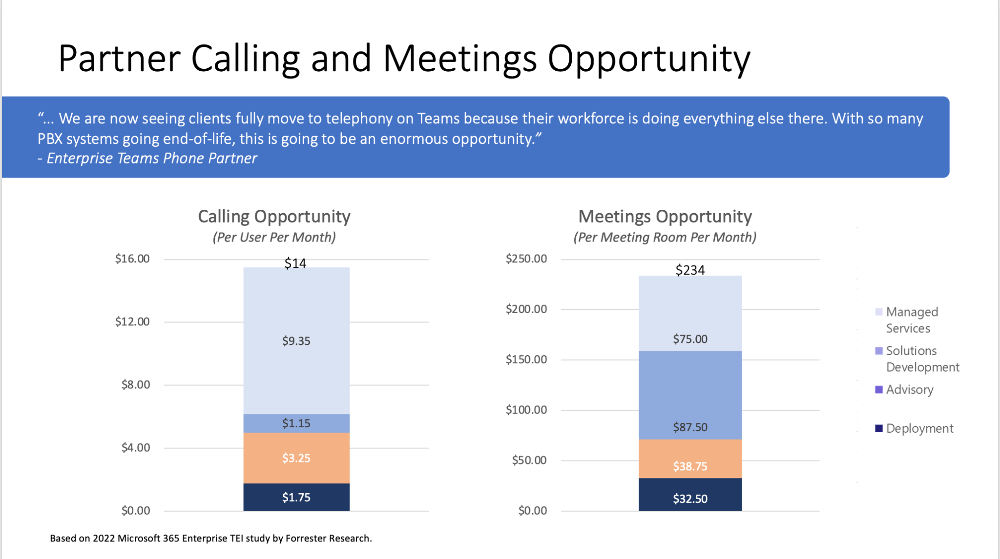 Partner Calling and Meetings Opportunity
“... We are now seeing clients fully move to telephony on Teams because their workforce is doing everything else there. With so many
PBX systems going end-of-life, this is going to be an enormous opportunity.”
- Enterprise Teams Phone Partner
Calling Opportunity
(Per User Per Month)
$16.00
$12.00
$8.00
$4.00
$0.00
$14
$9.35
$1.15
$3.25
$1.75
Meetings Opportunity
(Per Meeting Room Per Month)
$250.00
$200.00
$150.00
$100.00
$50.00
$0.00
$234
$75.00
$87.50
$38.75
$32.50
Managed
Services
Solutions
Development
Advisory
Deployment
Based on 2022 Microsoft 365 Enterprise TEI study by Forrester Research.